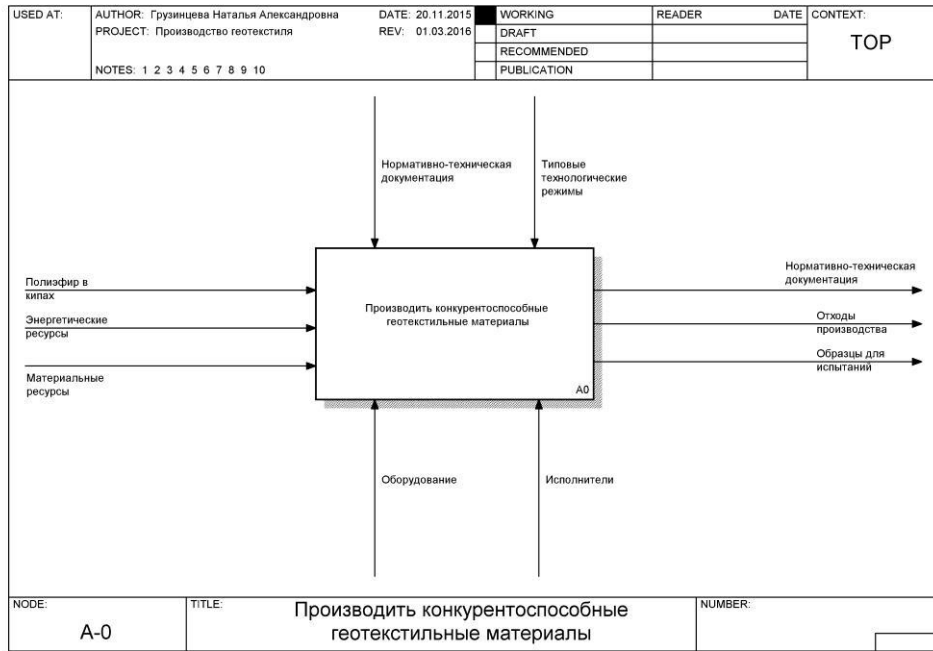 USED AT:
AUTHOR: Грузинцева Наталья Александровна
DATE: 20.11.2015
WORKING
READER
DATE
CONTEXT:
PROJECT: Производство геотекстиля
REV: 01.03.2016
DRAFT
TOP
RECOMMENDED
NOTES: 1 2 3 4 5 6 7 8 9 10
PUBLICATION
Нормативно-техническая
документация
Типовые
технологические
режимы
Полиэфир в
кипах
Энергетические
ресурсы
Материальные
ресурсы
Производить конкурентоспособные
геотекстильные материалы
A0
Нормативно-техническая
документация
Отходы
производства
Образцы для
испытаний
Оборудование
Исполнители
NODE:
A-0
TITLE:
Производить конкурентоспособные
геотекстильные материалы
NUMBER: